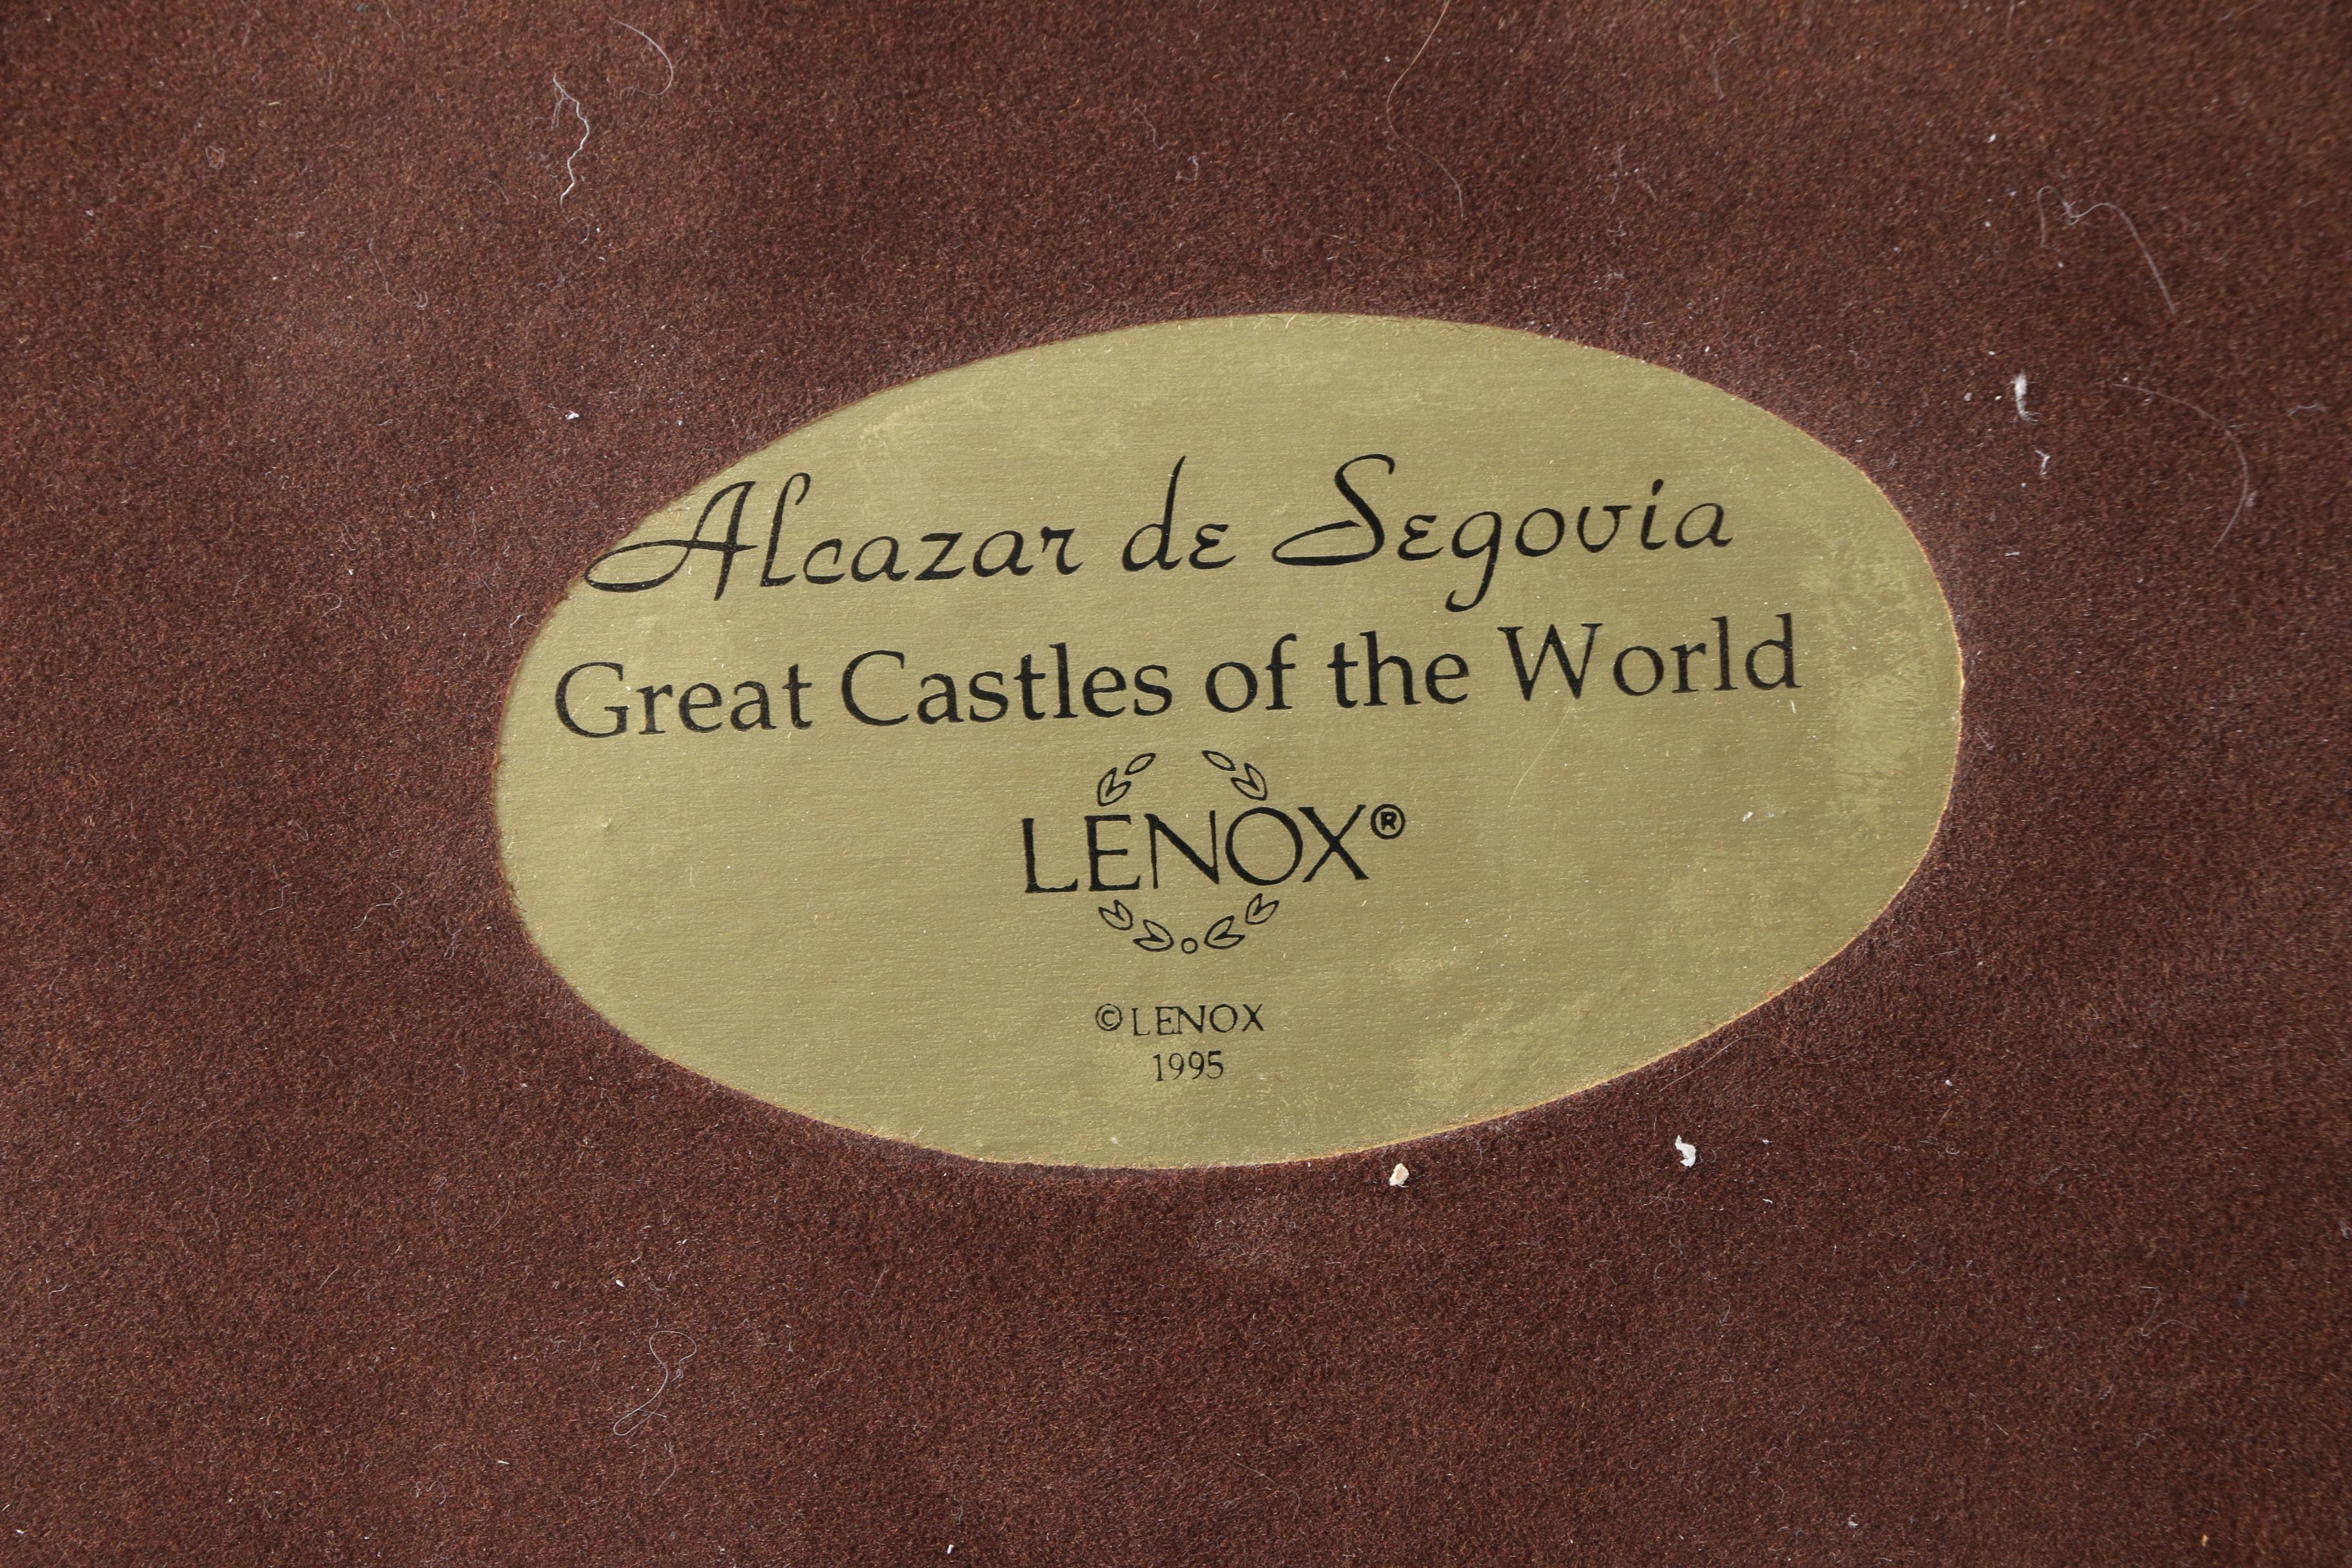 Alcazar de Segovia
Great Castles of the World
LENOX®
© LENOX
1995